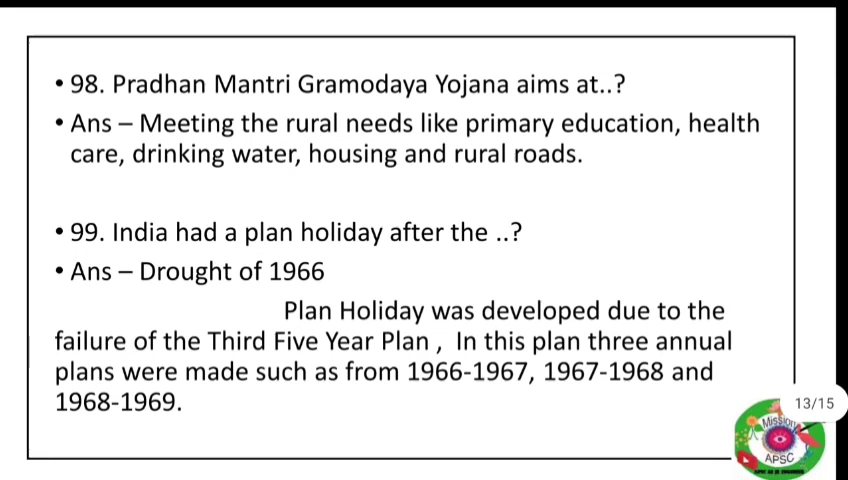 • 98. Pradhan Mantri Gramodaya Yojana aims at..?
• Ans – Meeting the rural needs like primary education, health
care, drinking water, housing and rural roads.
• 99. India had a plan holiday after the ..?
• Ans – Drought of 1966
Plan Holiday was developed due to the
failure of the Third Five Year Plan , In this plan three annual
plans were made such as from 1966-1967, 1967-1968 and
1968-1969.
13/15
Mission
APSC